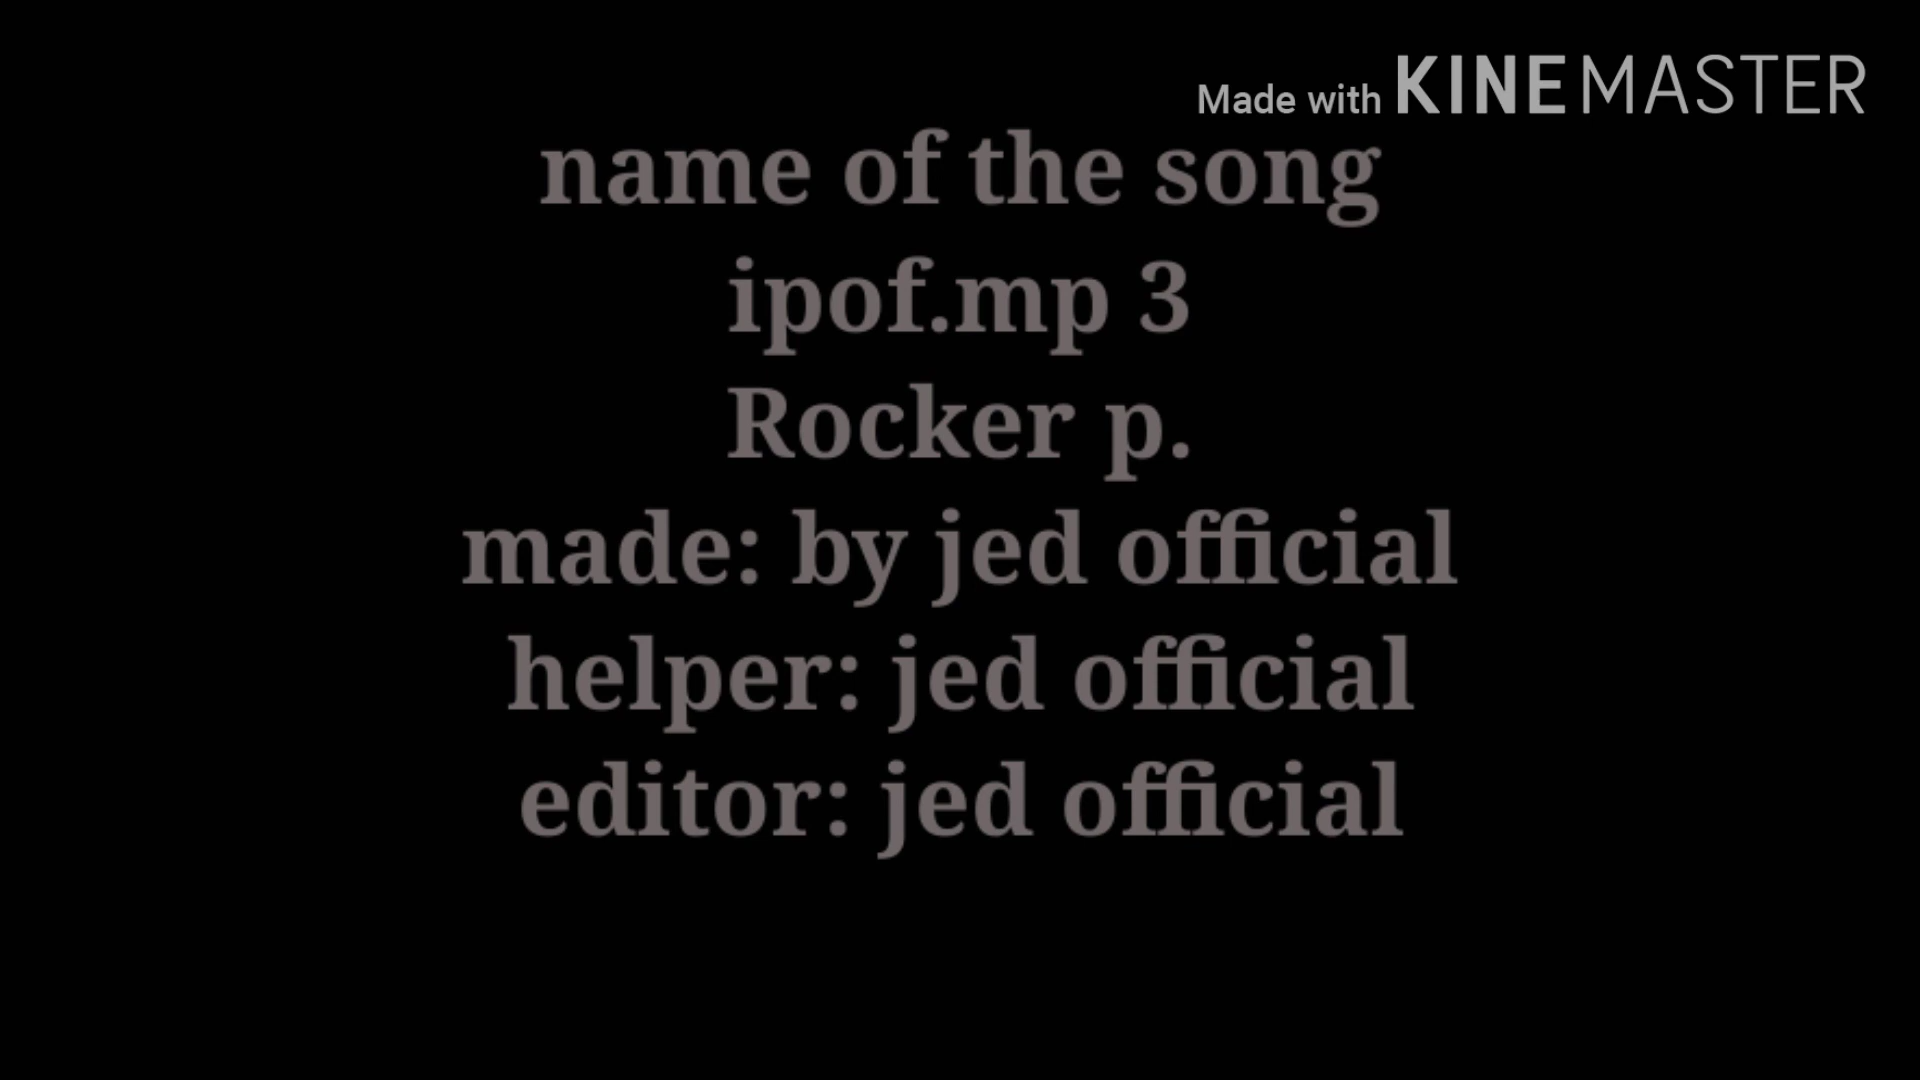 Made with KINEMASTER
name of the song
ipof.mp 3
Rocker p.
made: by jed official
helper: jed official
editor: jed official